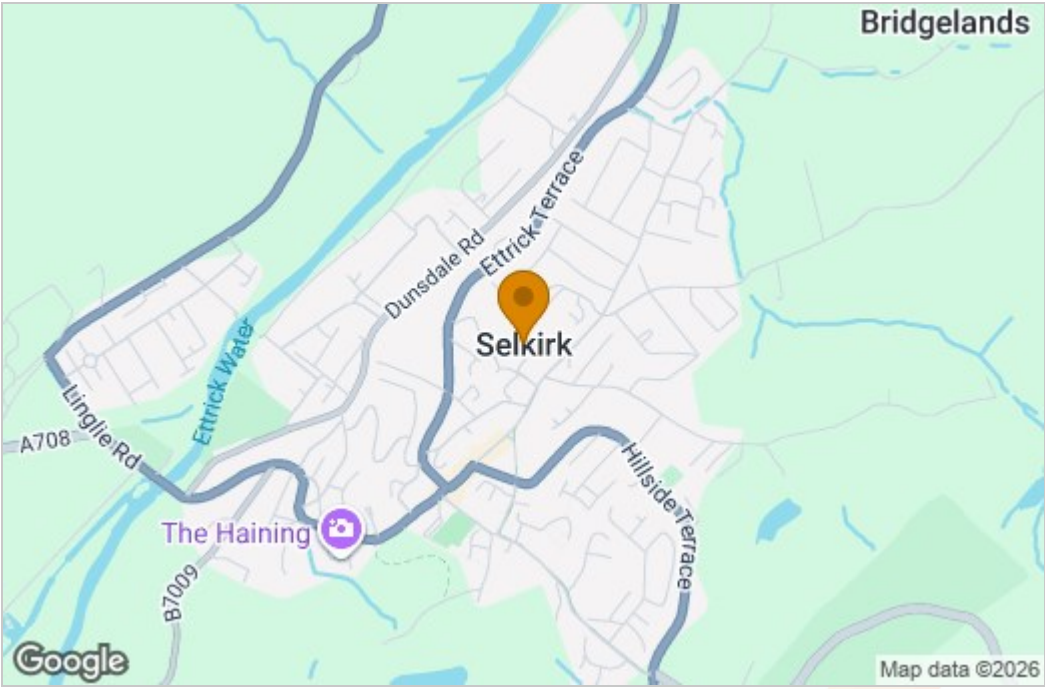 Bridgelands
Ettrick Terrace
Dunsdale Rd
Selkirk
Ettrick Water
Linglie Rd
A708
Hillside Terrace
The Haining
B7009
Google
Map data ©2026